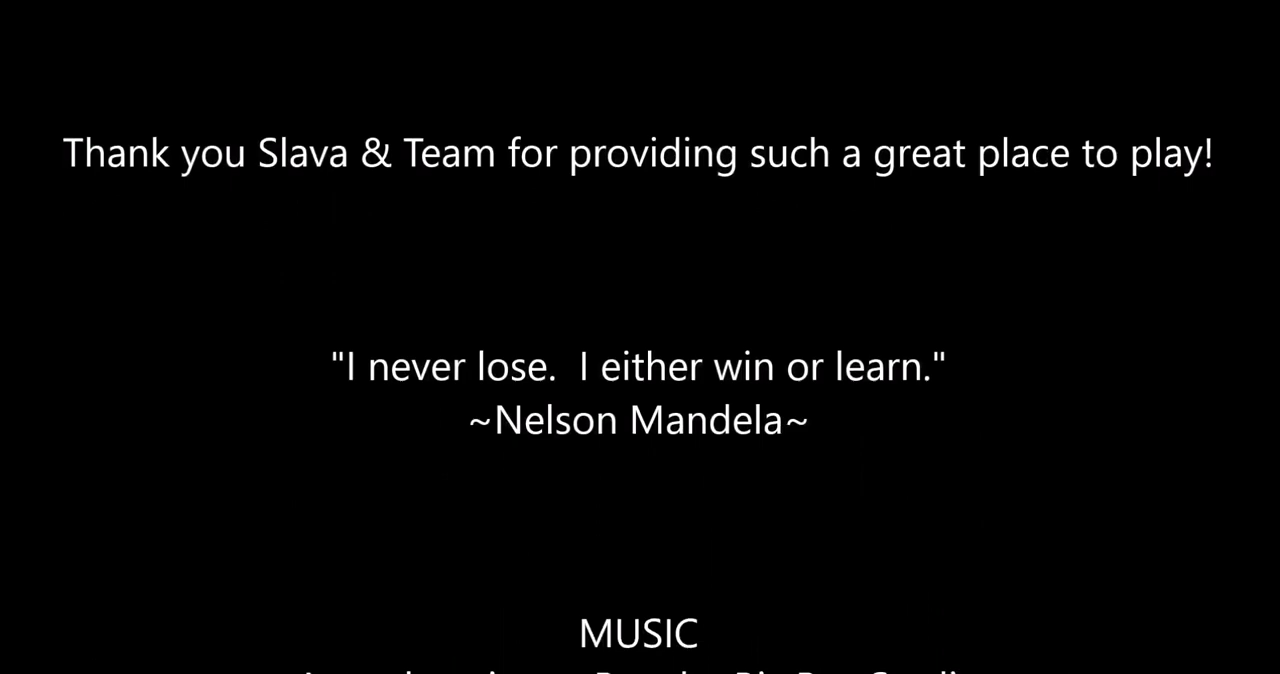 Thank you Slava & Team for providing such a great place to play!
"I never lose.  I either win or learn."
~Nelson Mandela~
MUSIC